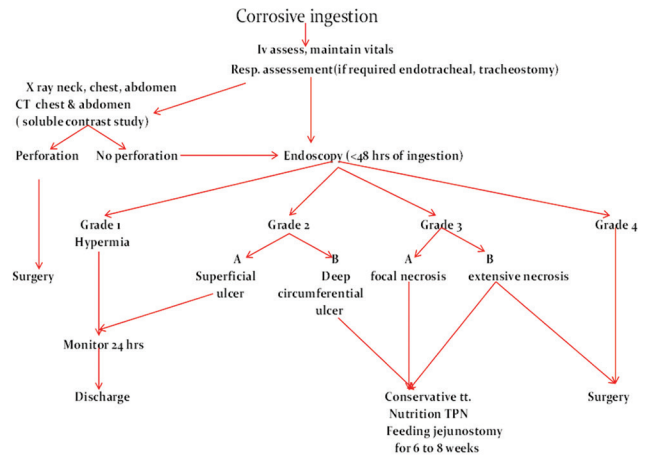 Corrosive ingestion
Iv assess, maintain vitals
Resp. assessement(if required endotracheal, tracheostomy)
X ray neck, chest, abdomen
CT chest & abdomen
( soluble contrast study)
Perforation
No perforation
Endoscopy (<48 hrs of ingestion)
Grade 1
Hypermia
Grade 2
Grade 3
Grade 4
A
Superficial
ulcer
B
Deep
circumferential
ulcer
A
focal necrosis
B
extensive necrosis
Surgery
Monitor 24 hrs
Discharge
Conservative tt.
Nutrition TPN
Feeding jejunostomy
for 6 to 8 weeks
Surgery